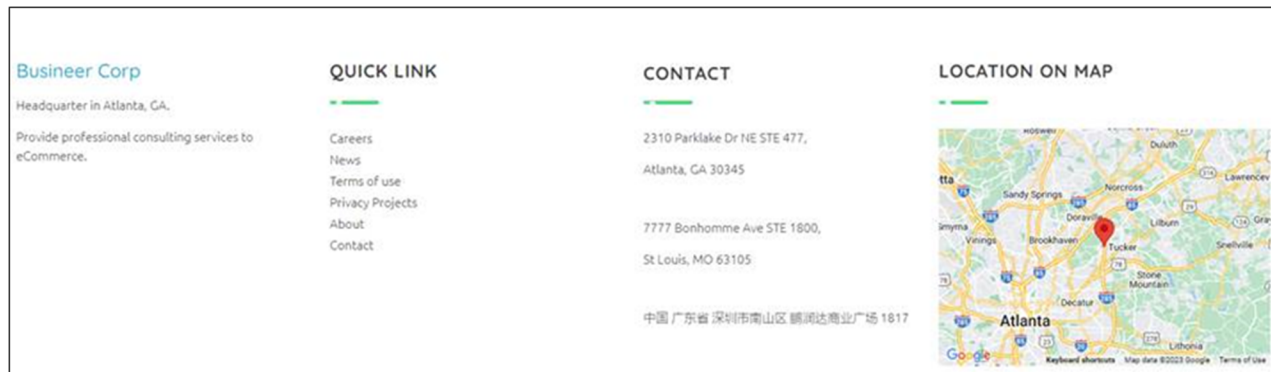 Busineer Corp
Headquarter in Atlanta, GA.
Provide professional consulting services to
eCommerce.
QUICK LINK
Careers
News
Terms of use
Privacy Projects
About
Contact
CONTACT
2310 Parklake Dr NE STE 477,
Atlanta, GA 30345
7777 Bonhomme Ave STE 1800,
St Louis, MO 63105
中国 广东省 深圳市南山区 鹏润达商业广场 1817
LOCATION ON MAP
Roswell
Duluth
Lawrencev
Sandy Springs
Norcross
Doraville
Lilburn
Smyrna
Vinings
Brookhaven
Tucker
Snellville
Stone
Mountain
Decatur
Atlanta
Lithonia
Google
Keyboard shortcuts
Map data ©2023 Google
Terms of Use